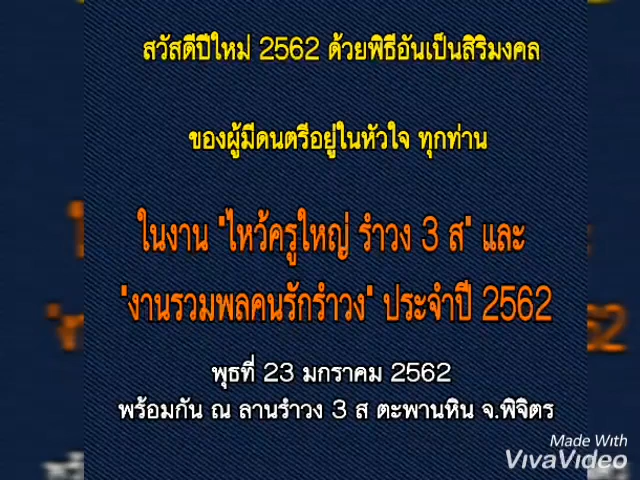 สวัสดีปีใหม่ 2562 ด้วยพิธีอันเป็นสิริมงคล
ของผู้มีดนตรีอยู่ในหัวใจ ทุกท่าน
ในงาน "ไหว้ครูใหญ่ รำวง 3 ส" และ
"งานรวมพลคนรักรำวง" ประจำปี 2562
พุธที่ 23 มกราคม 2562
พร้อมกัน ณ ลานรำวง 3 ส ตะพานหิน จ.พิจิตร
Made With
VivaVideo